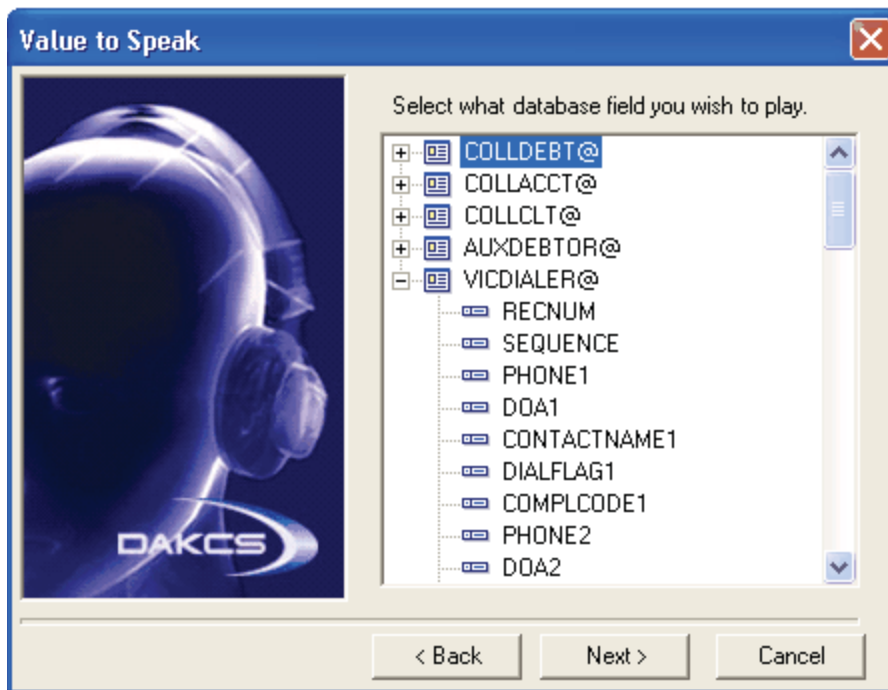 Value to Speak
Select what database field you wish to play.
COLLDEBT@
COLLACCT@
COLLCLT@
AUXDEBTOR@
VICDIALER@
RECNUM
SEQUENCE
PHONE1
DOA1
CONTACTNAME1
DIALFLAG1
COMPLCODE1
PHONE2
DOA2
DAKCS
< Back Next > Cancel